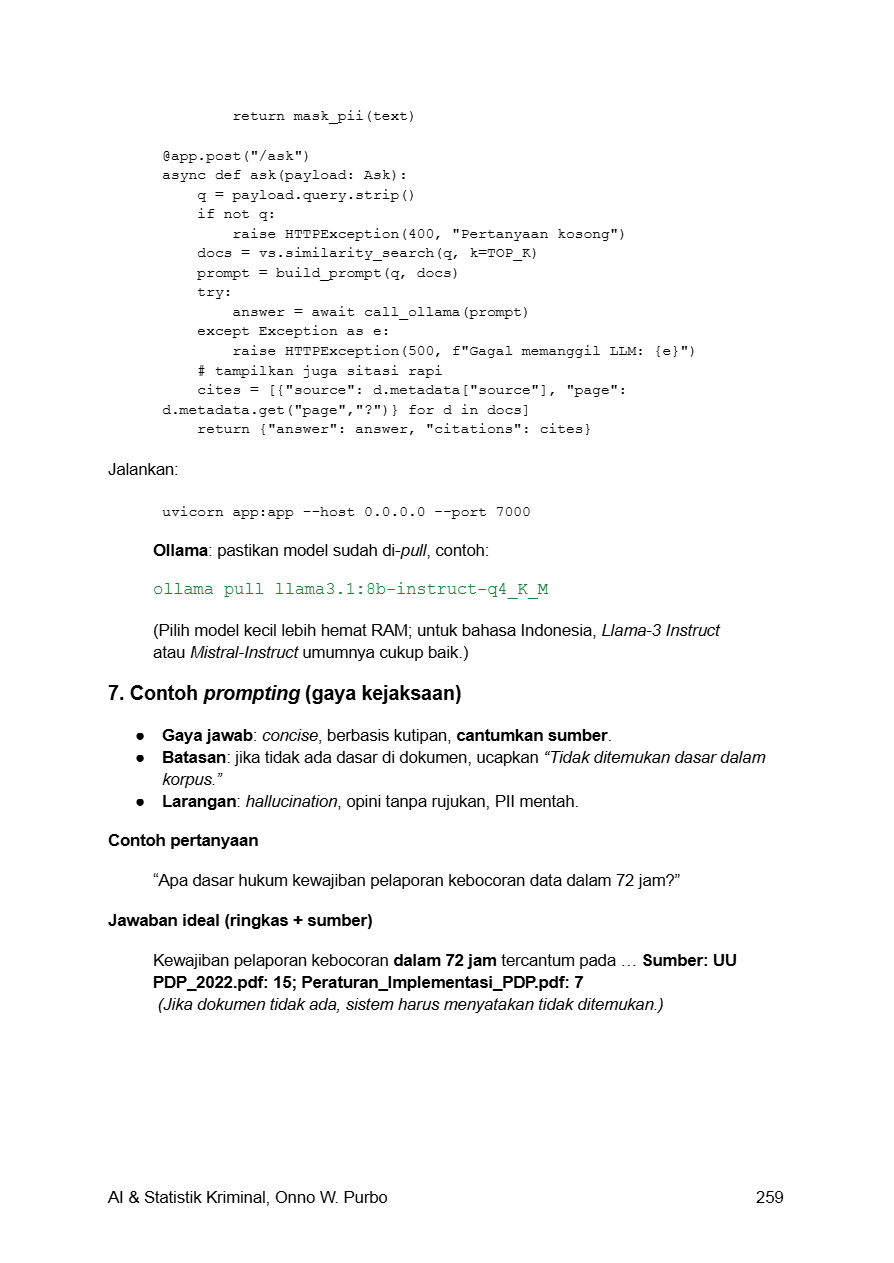 return mask_pii(text)
@app.post("/ask")
async def ask(payload: Ask):
    q = payload.query.strip()
    if not q:
        raise HTTPException(400, "Pertanyaan kosong")
    docs = vs.similarity_search(q, k=TOP_K)
    prompt = build_prompt(q, docs)
    try:
        answer = await call_ollama(prompt)
    except Exception as e:
        raise HTTPException(500, f"Gagal memanggil LLM: {e}")
    # tampilkan juga sitasi rapi
    cites = [{"source": d.metadata["source"], "page":
d.metadata.get("page","?")} for d in docs]
    return {"answer": answer, "citations": cites}
Jalankan:
uvicorn app:app --host 0.0.0.0 --port 7000
Ollama: pastikan model sudah di-pull, contoh:
ollama pull llama3.1:8b-instruct-q4_K_M
(Pilih model kecil lebih hemat RAM; untuk bahasa Indonesia, Llama-3 Instruct
atau Mistral-Instruct umumnya cukup baik.)
7. Contoh prompting (gaya kejaksaan)
● Gaya jawab: concise, berbasis kutipan, cantumkan sumber.
● Batasan: jika tidak ada dasar di dokumen, ucapkan “Tidak ditemukan dasar dalam
korpus.”
● Larangan: hallucination, opini tanpa rujukan, PII mentah.
Contoh pertanyaan
“Apa dasar hukum kewajiban pelaporan kebocoran data dalam 72 jam?”
Jawaban ideal (ringkas + sumber)
Kewajiban pelaporan kebocoran dalam 72 jam tercantum pada … Sumber: UU
PDP_2022.pdf: 15; Peraturan_Implementasi_PDP.pdf: 7
(Jika dokumen tidak ada, sistem harus menyatakan tidak ditemukan.)
AI & Statistik Kriminal, Onno W. Purbo 259